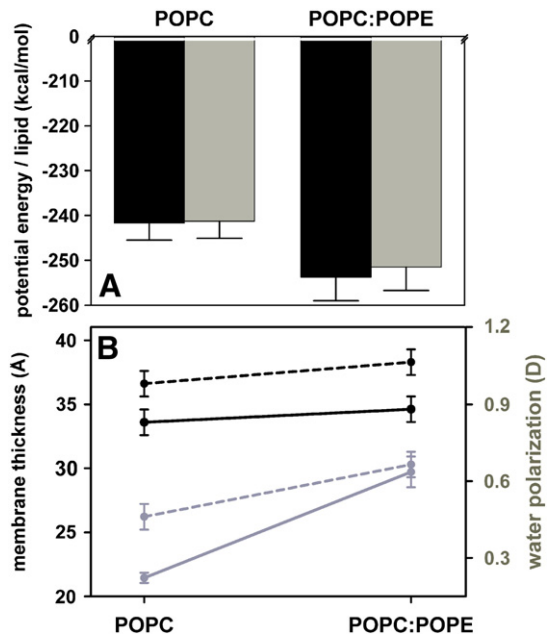 POPC POPC:POPE
0
-210
-220
-230
-240
-250
-260
potential energy / lipid (kcal/mol)
A
B
40
35
30
25
20
membrane thickness (Å)
1.2
0.9
0.6
0.3
water polarization (D)
POPC POPC:POPE